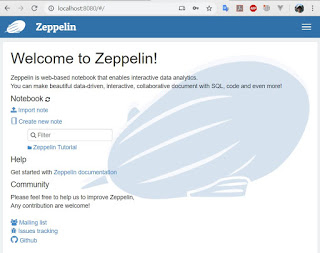 localhost:8080/#/
Zeppelin
Welcome to Zeppelin!
Zeppelin is web-based notebook that enables interactive data analytics.
You can make beautiful data-driven, interactive, collaborative document with SQL, code and even more!
Notebook
Import note
Create new note
Filter
Zeppelin Tutorial
Help
Get started with Zeppelin documentation
Community
Please feel free to help us to improve Zeppelin,
Any contribution are welcome!
Mailing list
Issues tracking
Github